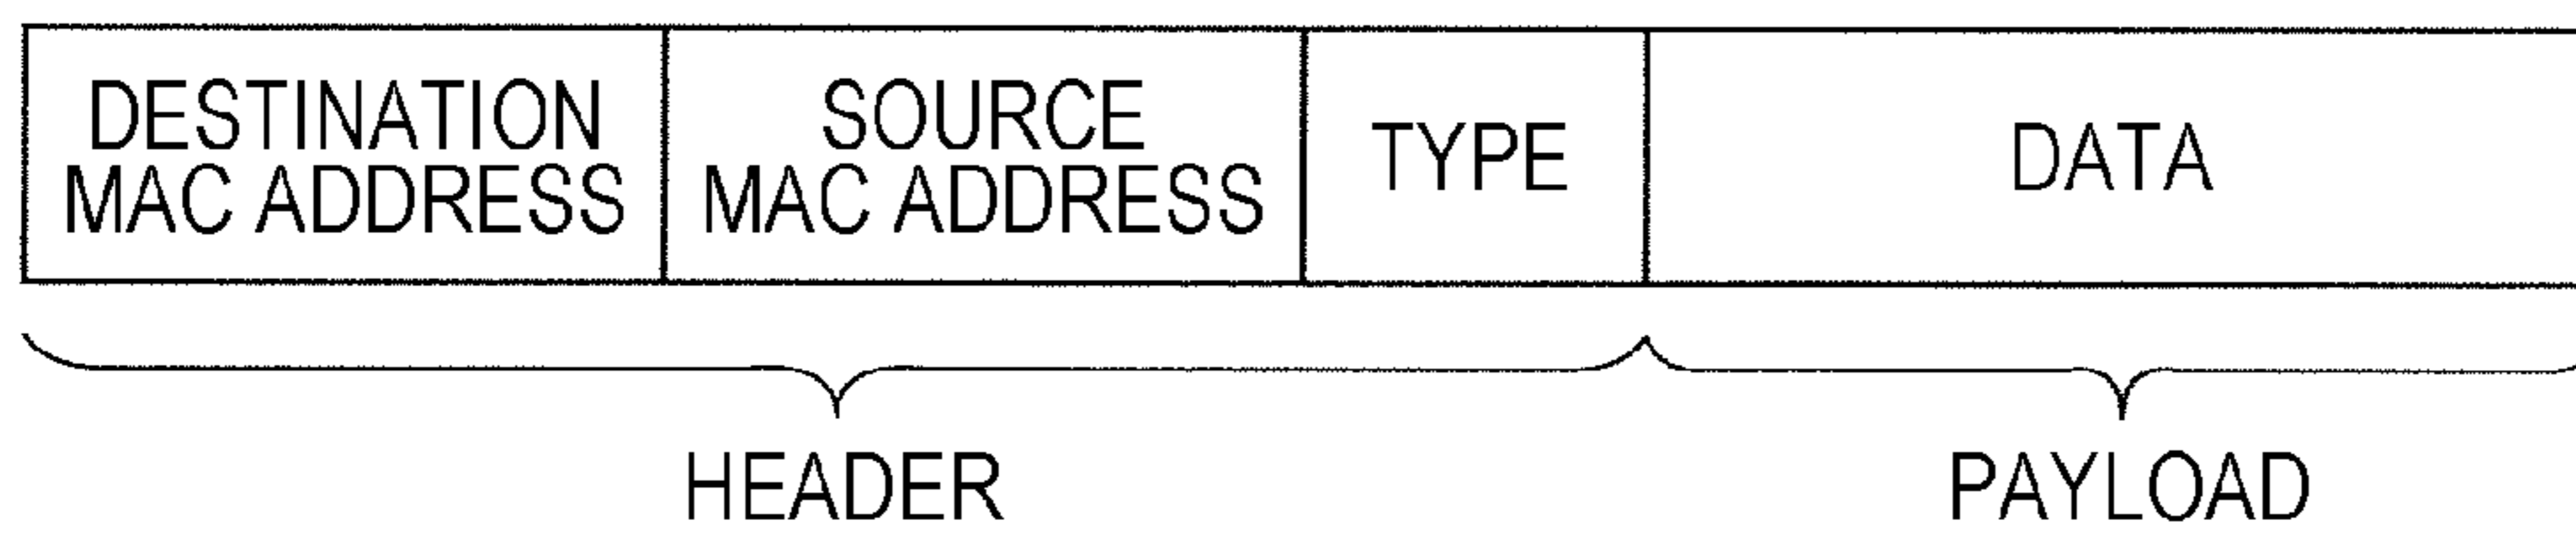 DESTINATION
MAC ADDRESS
SOURCE
MAC ADDRESS
TYPE
DATA
HEADER
PAYLOAD